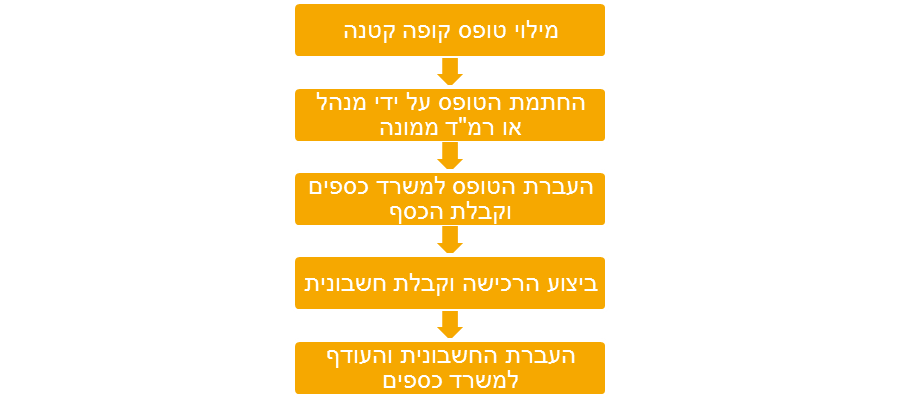 מילוי טופס קופה קטנה
החתמת הטופס על ידי מנהל
או רמ"ד ממונה
העברת הטופס למשרד כספים
וקבלת הכסף
ביצוע הרכישה וקבלת חשבונית
העברת החשבונית והעודף
למשרד כספים